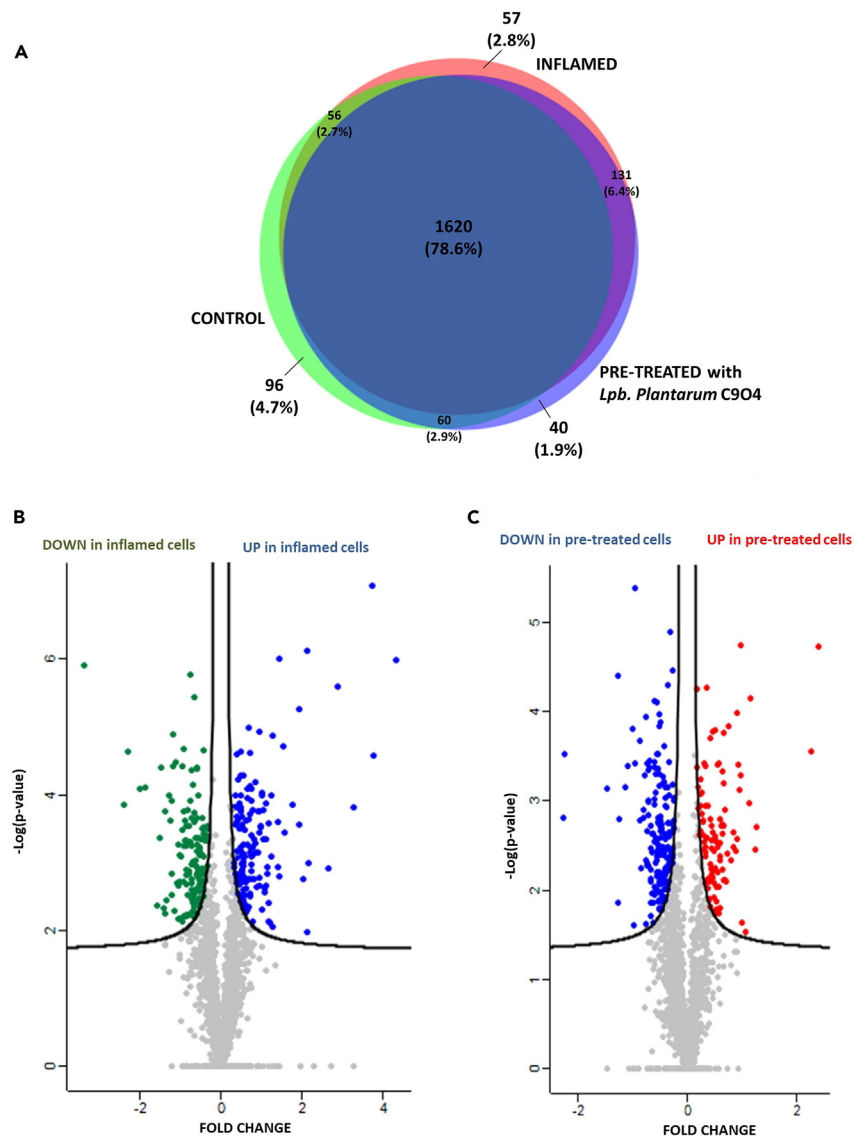 A
57
(2.8%)
INFLAMED
56
(2.7%)
131
(6.4%)
1620
(78.6%)
CONTROL
96
(4.7%)
PRE-TREATED with
Lpb. Plantarum C9O4
60
(2.9%)
40
(1.9%)
B
DOWN in inflamed cells
UP in inflamed cells
-Log(p-value)
6
4
2
0
-2
0
2
4
FOLD CHANGE
C
DOWN in pre-treated cells
UP in pre-treated cells
-Log(p-value)
5
4
3
2
1
0
-2
0
2
FOLD CHANGE